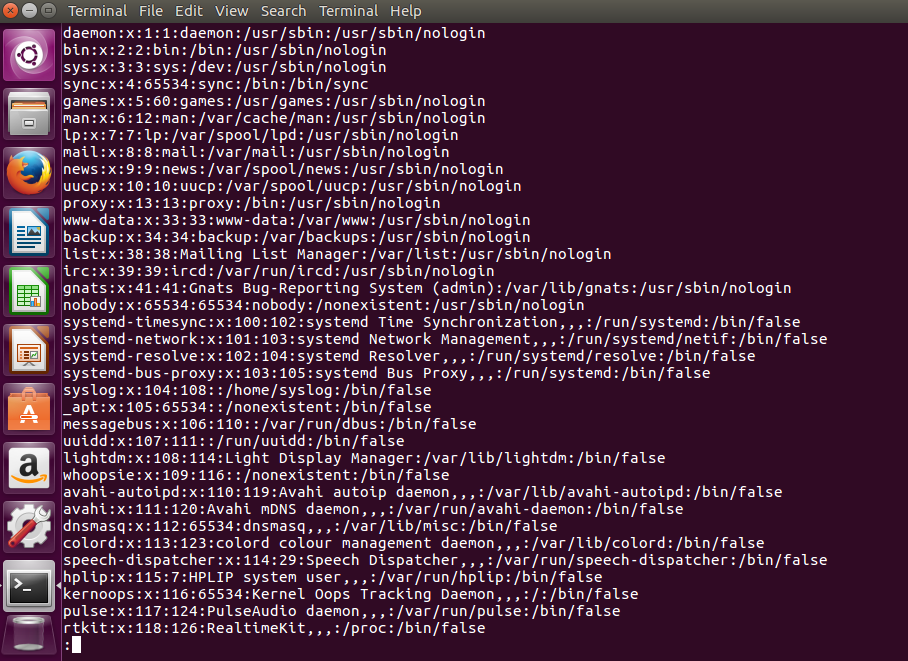 Terminal File Edit View Search Terminal Help
daemon:x:1:1:daemon:/usr/sbin:/usr/sbin/nologin
bin:x:2:2:bin:/bin:/usr/sbin/nologin
sys:x:3:3:sys:/dev:/usr/sbin/nologin
sync:x:4:65534:sync:/bin:/bin/sync
games:x:5:60:games:/usr/games:/usr/sbin/nologin
man:x:6:12:man:/var/cache/man:/usr/sbin/nologin
lp:x:7:7:lp:/var/spool/lpd:/usr/sbin/nologin
mail:x:8:8:mail:/var/mail:/usr/sbin/nologin
news:x:9:9:news:/var/spool/news:/usr/sbin/nologin
uucp:x:10:10:uucp:/var/spool/uucp:/usr/sbin/nologin
proxy:x:13:13:proxy:/bin:/usr/sbin/nologin
www-data:x:33:33:www-data:/var/www:/usr/sbin/nologin
backup:x:34:34:backup:/var/backups:/usr/sbin/nologin
list:x:38:38:Mailing List Manager:/var/list:/usr/sbin/nologin
irc:x:39:39:ircd:/var/run/ircd:/usr/sbin/nologin
gnats:x:41:41:Gnats Bug-Reporting System (admin):/var/lib/gnats:/usr/sbin/nologin
nobody:x:65534:65534:nobody:/nonexistent:/usr/sbin/nologin
systemd-timesync:x:100:102:systemd Time Synchronization,,,:/run/systemd:/bin/false
systemd-network:x:101:103:systemd Network Management,,,:/run/systemd/netif:/bin/false
systemd-resolve:x:102:104:systemd Resolver,,,:/run/systemd/resolve:/bin/false
systemd-bus-proxy:x:103:105:systemd Bus Proxy,,,:/run/systemd:/bin/false
syslog:x:104:108::/home/syslog:/bin/false
_apt:x:105:65534::/nonexistent:/bin/false
messagebus:x:106:110::/var/run/dbus:/bin/false
uuidd:x:107:111::/run/uuidd:/bin/false
lightdm:x:108:114:Light Display Manager:/var/lib/lightdm:/bin/false
whoopsie:x:109:116::/nonexistent:/bin/false
avahi-autoipd:x:110:119:Avahi autoip daemon,,,:/var/lib/avahi-autoipd:/bin/false
avahi:x:111:120:Avahi mDNS daemon,,,:/var/run/avahi-daemon:/bin/false
dnsmasq:x:112:65534:dnsmasq,,,:/var/lib/misc:/bin/false
colord:x:113:123:colord colour management daemon,,,:/var/lib/colord:/bin/false
speech-dispatcher:x:114:29:Speech Dispatcher,,,:/var/run/speech-dispatcher:/bin/false
hplip:x:115:7:HPLIP system user,,,:/var/run/hplip:/bin/false
kernoops:x:116:65534:Kernel Oops Tracking Daemon,,,:/:/bin/false
pulse:x:117:124:PulseAudio daemon,,,:/var/run/pulse:/bin/false
rtkit:x:118:126:RealtimeKit,,,:/proc:/bin/false
: